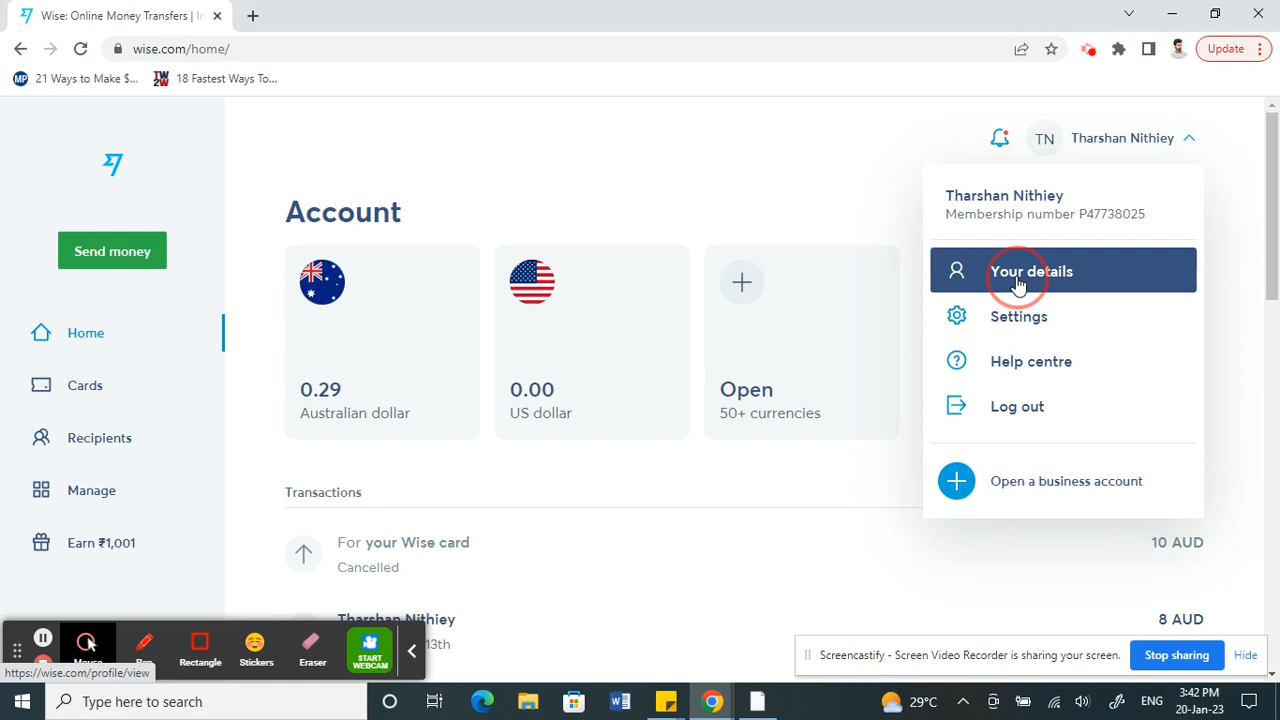 Wise: Online Money Transfers | In
wise.com/home/
Update
MP 21 Ways to Make $...
TW2W 18 Fastest Ways To...
TN Tharshan Nithiey
Tharshan Nithiey
Membership number P47738025
Account
Send money
Your details
Settings
Home
Help centre
Cards
0.29
0.00
Open
Australian dollar
US dollar
50+ currencies
Log out
Recipients
Open a business account
Manage
Transactions
Earn ₹1,001
For your Wise card
10 AUD
Cancelled
Tharshan Nithiey
8 AUD
13th
Rectangle
Stickers
Eraser
START
WEBCAM
Screencastify - Screen Video Recorder is sharing your screen.
Stop sharing
Hide
https://wise.com/profile/view
Type here to search
29°C
ENG
3:42 PM
20-Jan-23